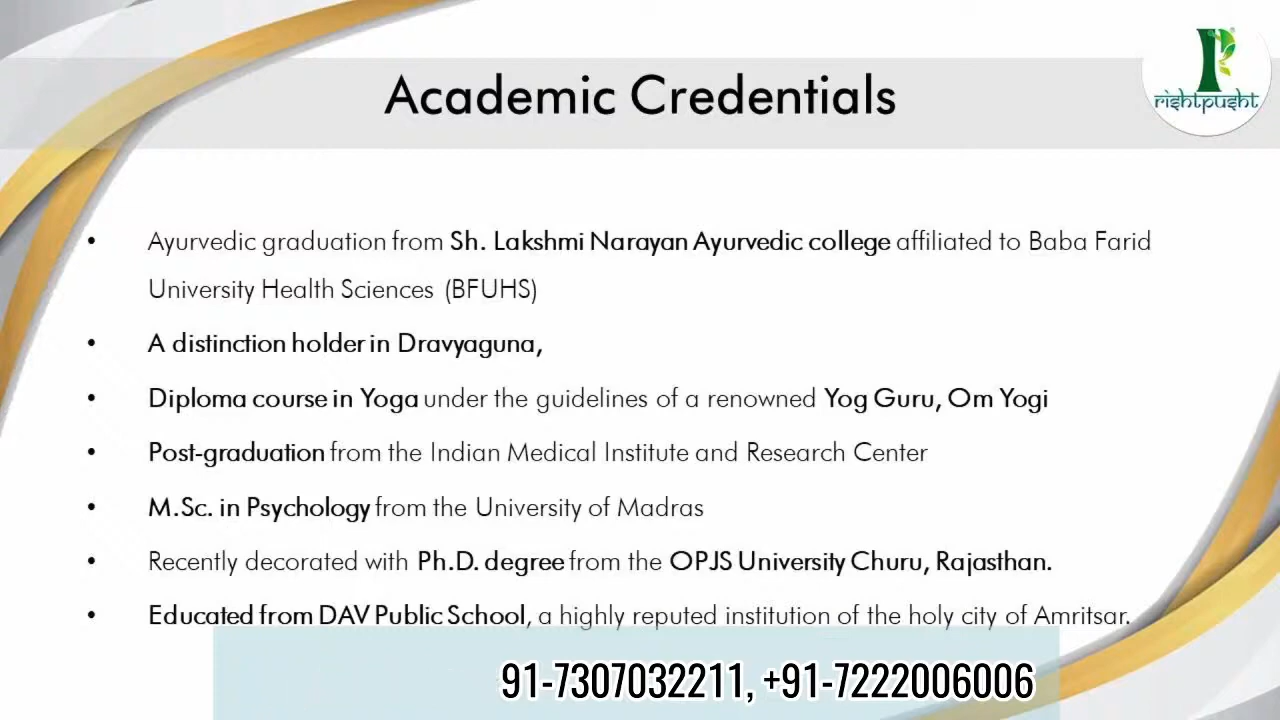 Academic Credentials
rishtpusht
• Ayurvedic graduation from Sh. Lakshmi Narayan Ayurvedic college affiliated to Baba Farid
University Health Sciences (BFUHS)
• A distinction holder in Dravyaguna,
• Diploma course in Yoga under the guidelines of a renowned Yog Guru, Om Yogi
• Post-graduation from the Indian Medical Institute and Research Center
• M.Sc. in Psychology from the University of Madras
• Recently decorated with Ph.D. degree from the OPJS University Churu, Rajasthan.
• Educated from DAV Public School, a highly reputed institution of the holy city of Amritsar.
91-7307032211, +91-7222006006